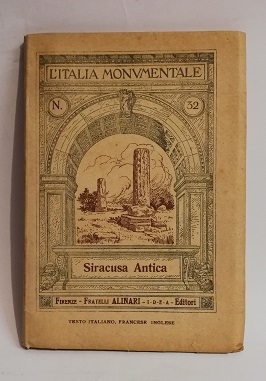 L'ITALIA MONVMENTALE
N. 32
Siracusa Antica
FIRENZE - FRATELLI ALINARI - I·D·E·A - Editori
TESTO ITALIANO, FRANCESE INGLESE